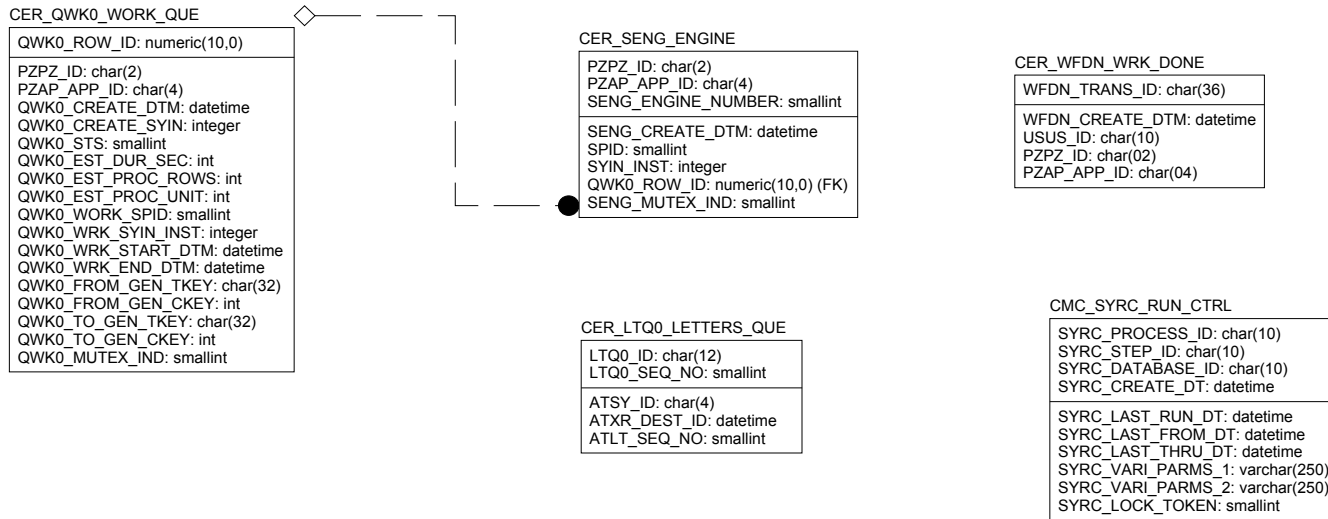 CER_QWK0_WORK_QUE
QWK0_ROW_ID: numeric(10,0)
PZPZ_ID: char(2)
PZAP_APP_ID: char(4)
QWK0_CREATE_DTM: datetime
QWK0_CREATE_SYIN: integer
QWK0_STS: smallint
QWK0_EST_DUR_SEC: int
QWK0_EST_PROC_ROWS: int
QWK0_EST_PROC_UNIT: int
QWK0_WORK_SPID: smallint
QWK0_WRK_SYIN_INST: integer
QWK0_WRK_START_DTM: datetime
QWK0_WRK_END_DTM: datetime
QWK0_FROM_GEN_TKEY: char(32)
QWK0_FROM_GEN_CKEY: int
QWK0_TO_GEN_TKEY: char(32)
QWK0_TO_GEN_CKEY: int
QWK0_MUTEX_IND: smallint
CER_SENG_ENGINE
PZPZ_ID: char(2)
PZAP_APP_ID: char(4)
SENG_ENGINE_NUMBER: smallint
SENG_CREATE_DTM: datetime
SPID: smallint
SYIN_INST: integer
QWK0_ROW_ID: numeric(10,0) (FK)
SENG_MUTEX_IND: smallint
CER_WFDN_WRK_DONE
WFDN_TRANS_ID: char(36)
WFDN_CREATE_DTM: datetime
USUS_ID: char(10)
PZPZ_ID: char(02)
PZAP_APP_ID: char(04)
CER_LTQ0_LETTERS_QUE
LTQ0_ID: char(12)
LTQ0_SEQ_NO: smallint
ATSY_ID: char(4)
ATXR_DEST_ID: datetime
ATLT_SEQ_NO: smallint
CMC_SYRC_RUN_CTRL
SYRC_PROCESS_ID: char(10)
SYRC_STEP_ID: char(10)
SYRC_DATABASE_ID: char(10)
SYRC_CREATE_DT: datetime
SYRC_LAST_RUN_DT: datetime
SYRC_LAST_FROM_DT: datetime
SYRC_LAST_THRU_DT: datetime
SYRC_VARI_PARMS_1: varchar(250)
SYRC_VARI_PARMS_2: varchar(250)
SYRC_LOCK_TOKEN: smallint